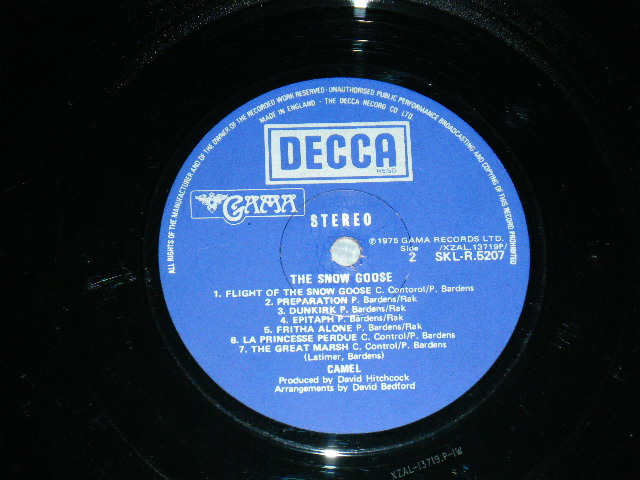 ALL RIGHTS OF THE MANUFACTURER AND OF THE OWNER OF THE RECORDED WORK RESERVED · UNAUTHORISED PUBLIC PERFORMANCE BROADCASTING AND COPYING OF THIS RECORD PROHIBITED
MADE IN ENGLAND · THE DECCA RECORD CO LTD
DECCA
REGD
GAMA
STEREO
℗1975 GAMA RECORDS LTD.
Side /XZAL.13719P/
2 SKL-R.5207
THE SNOW GOOSE
1. FLIGHT OF THE SNOW GOOSE C. Contorol/P. Bardens
2. PREPARATION P. Bardens/Rak
3. DUNKIRK P. Bardens/Rak
4. EPITAPH P. Bardens/Rak
5. FRITHA ALONE P. Bardens/Rak
6. LA PRINCESSE PERDUE C. Control/P. Bardens
7. THE GREAT MARSH C. Control/P. Bardens
(Latimer, Bardens)
CAMEL
Produced by David Hitchcock
Arrangements by David Bedford
XZAL-13719.P-1W